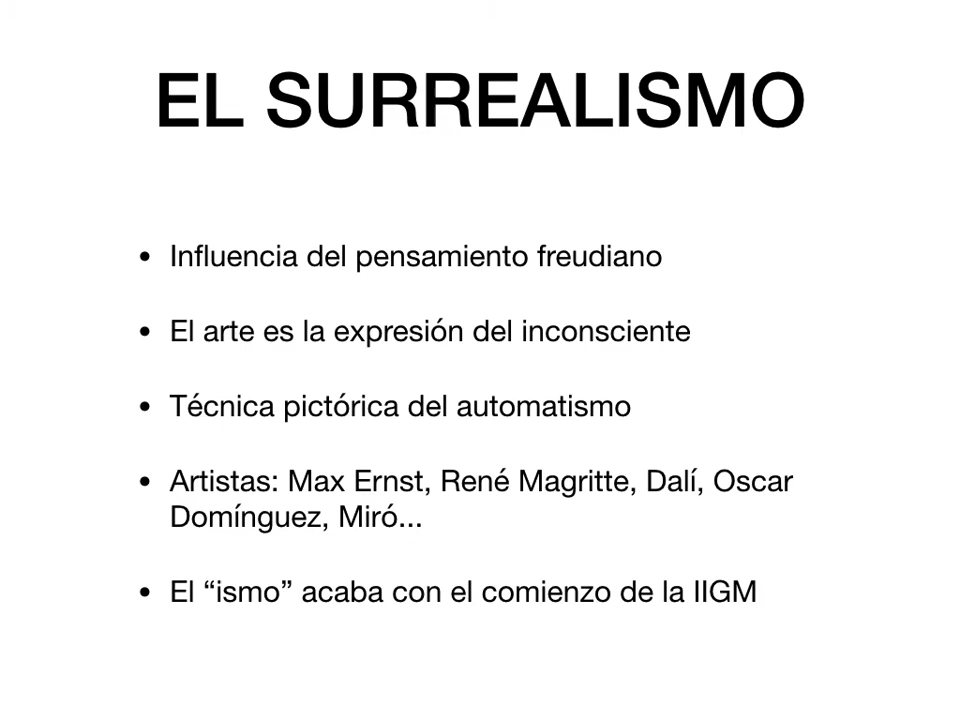 EL SURREALISMO
• Influencia del pensamiento freudiano
• El arte es la expresión del inconsciente
• Técnica pictórica del automatismo
• Artistas: Max Ernst, René Magritte, Dalí, Oscar
Domínguez, Miró...
• El “ismo” acaba con el comienzo de la IIGM